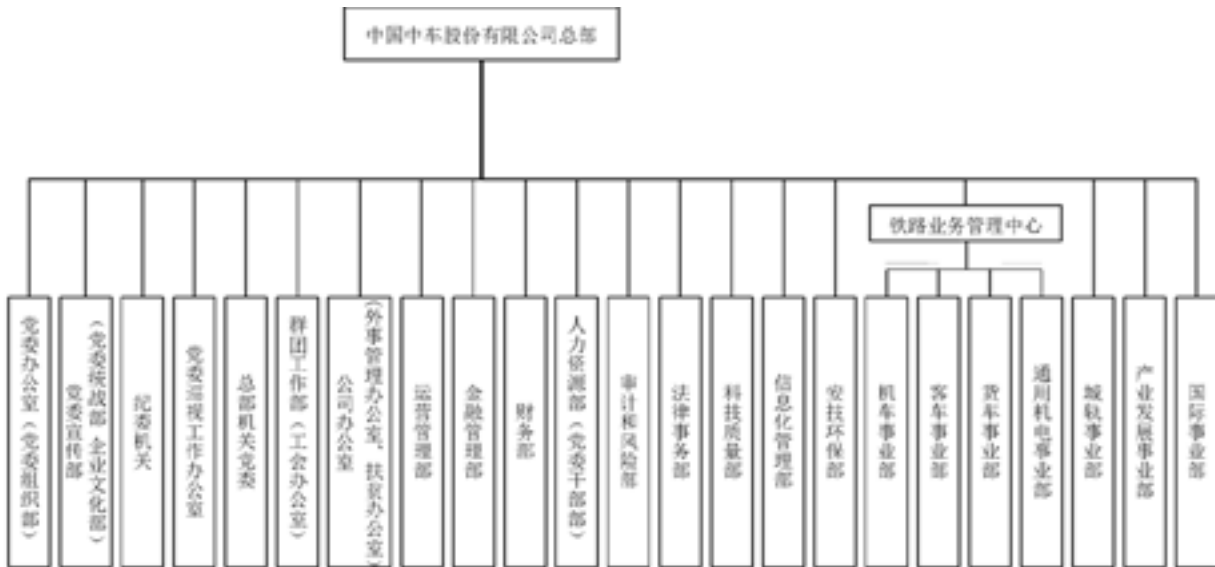 中国中车股份有限公司总部
铁路业务管理中心
党委办公室（党委组织部）
党委宣传部
（党委统战部 企业文化部）
纪委机关
党委巡视工作办公室
总部机关党委
群团工作部（工会办公室）
公司办公室
（外事管理办公室、扶贫办公室）
运营管理部
金融管理部
财务部
人力资源部（党委干部部）
审计和风险部
法律事务部
科技质量部
信息化管理部
安技环保部
机车事业部
客车事业部
货车事业部
通用机电事业部
城轨事业部
产业发展事业部
国际事业部